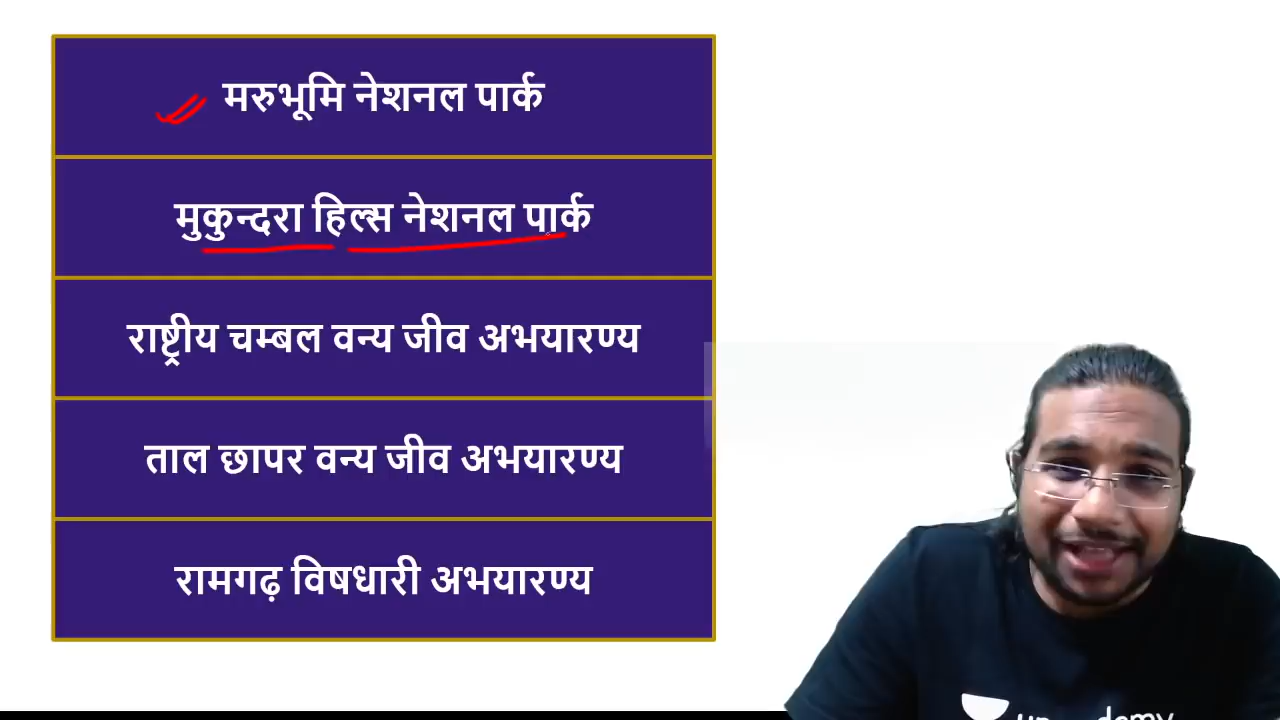 मरुभूमि नेशनल पार्क
मुकुन्दरा हिल्स नेशनल पार्क
राष्ट्रीय चम्बल वन्य जीव अभयारण्य
ताल छापर वन्य जीव अभयारण्य
रामगढ़ विषधारी अभयारण्य